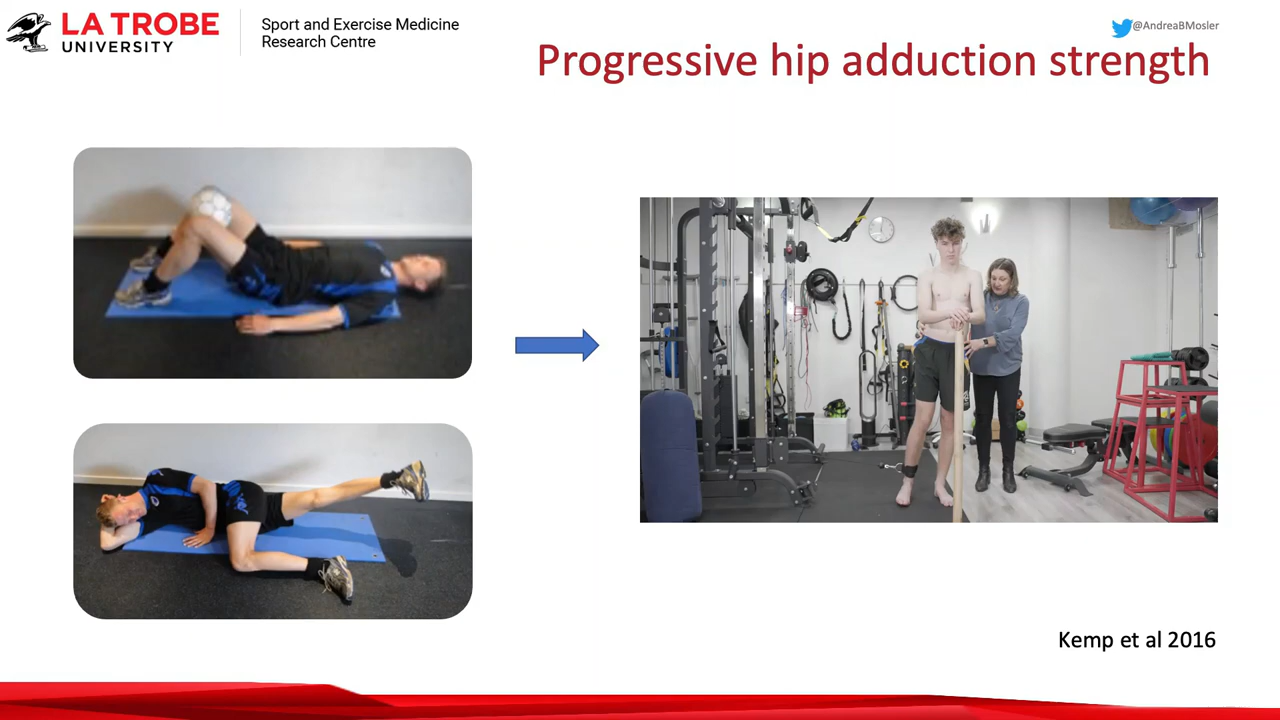 LA TROBE
UNIVERSITY
Sport and Exercise Medicine
Research Centre
@AndreaBMosler
Progressive hip adduction strength
Kemp et al 2016